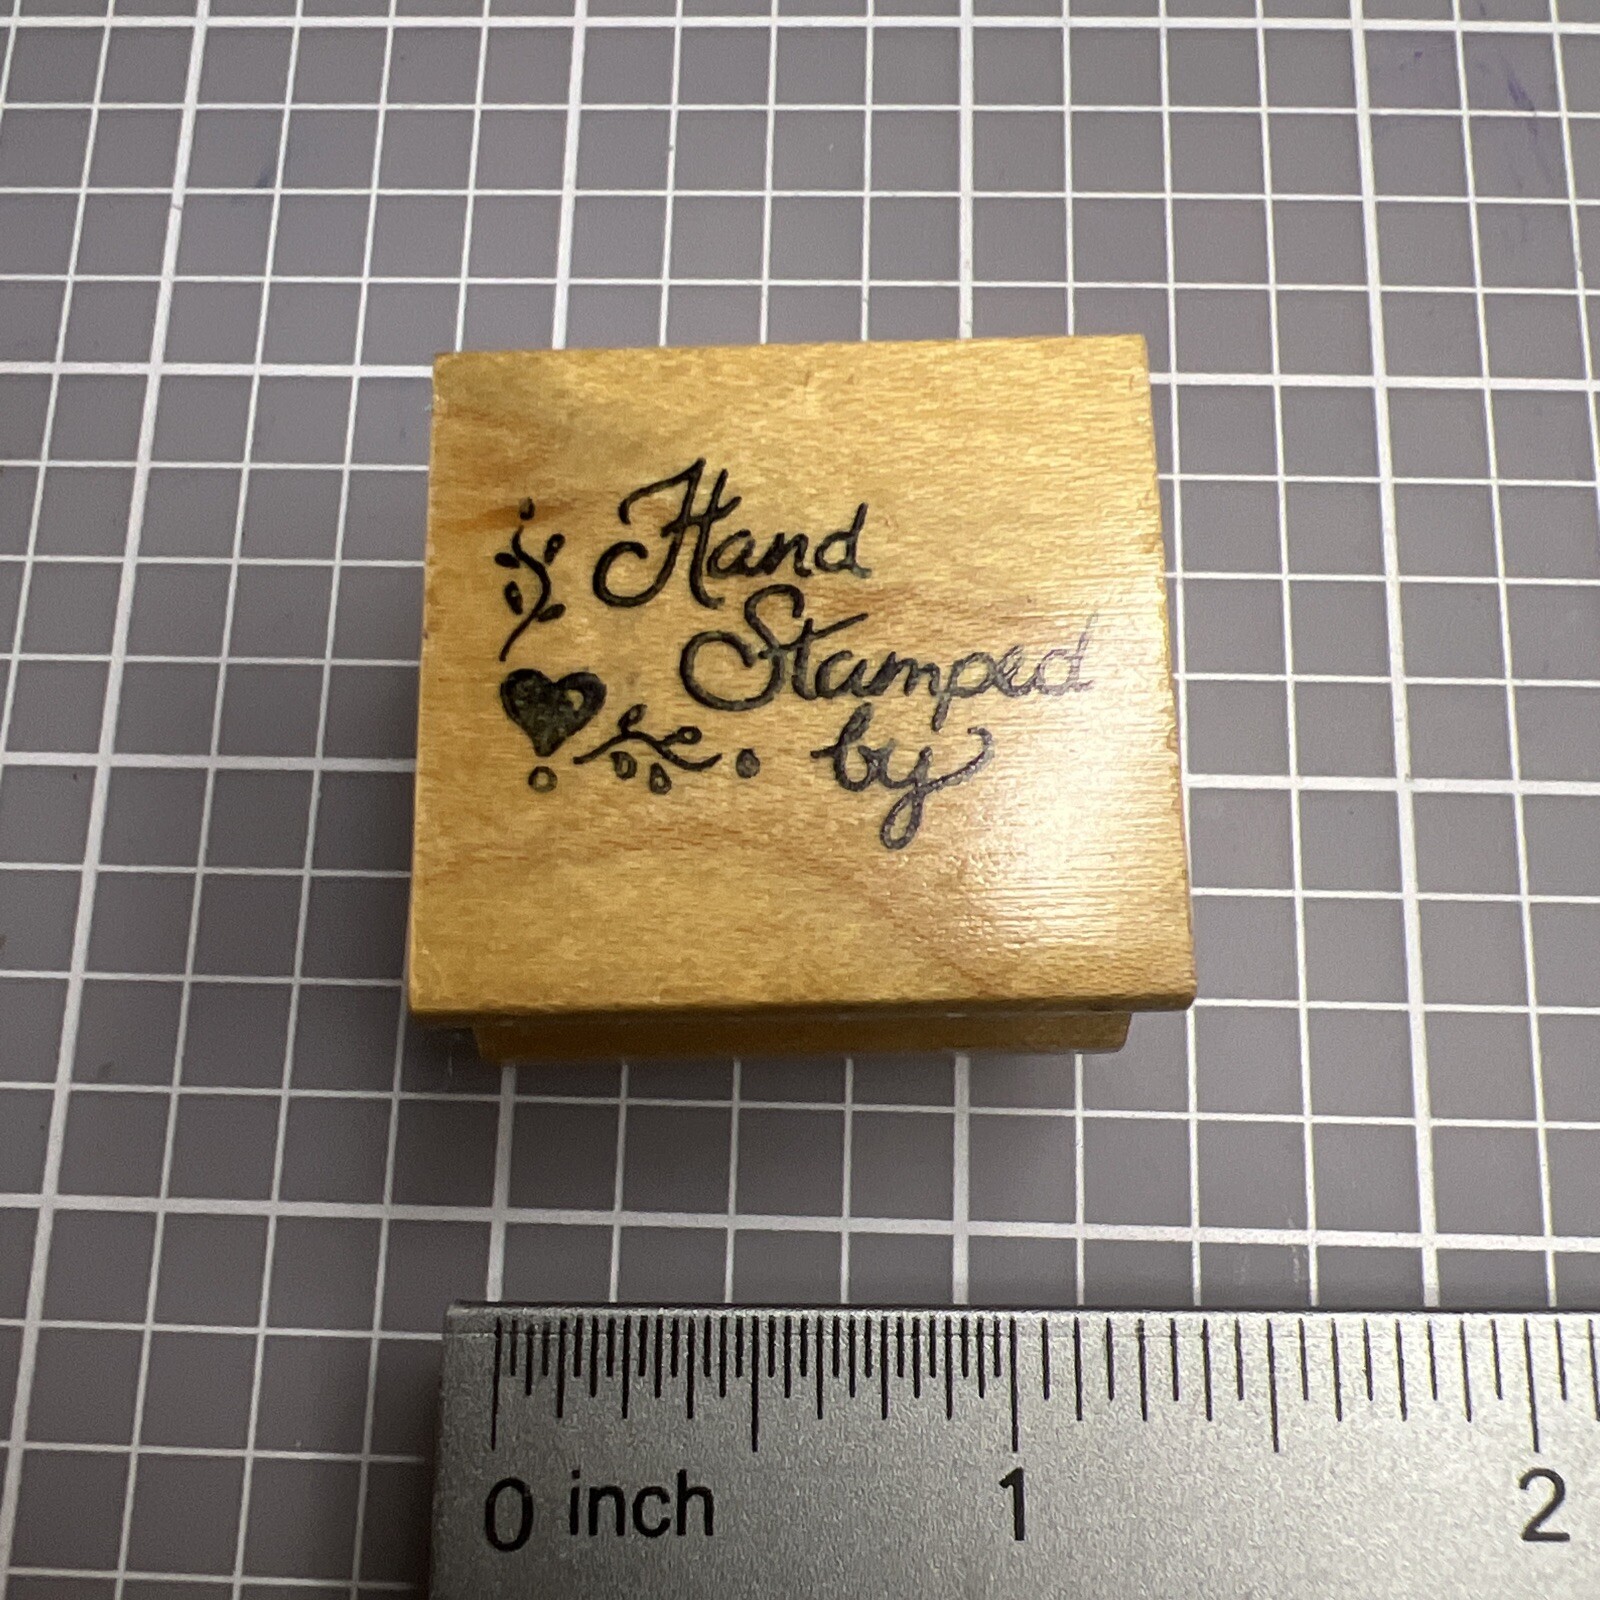 Hand
Stamped
by
0 inch 1 2